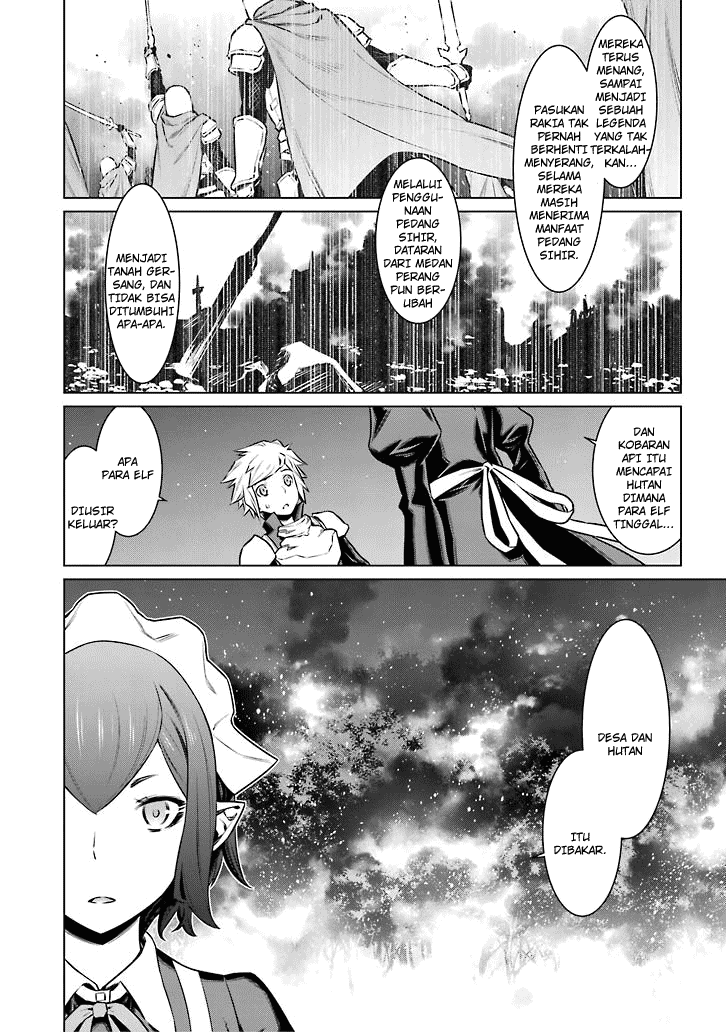 MEREKA
TERUS
MENANG,
SAMPAI
MENJADI
SEBUAH
LEGENDA
YANG TAK
TERKALAH-
KAN...
PASUKAN
RAKIA TAK
PERNAH
BERHENTI
MENYERANG,
SELAMA
MEREKA
MASIH
MENERIMA
MANFAAT
PEDANG
SIHIR.
MELALUI
PENGGU-
NAAN
PEDANG
SIHIR,
DATARAN
DARI MEDAN
PERANG
PUN BER-
UBAH
MENJADI
TANAH GER-
SANG, DAN
TIDAK BISA
DITUMBUHI
APA-APA.
DAN
KOBARAN
API ITU
MENCAPAI
HUTAN
DIMANA
PARA ELF
TINGGAL...
APA
PARA ELF
DIUSIR
KELUAR?
DESA DAN
HUTAN
ITU
DIBAKAR.